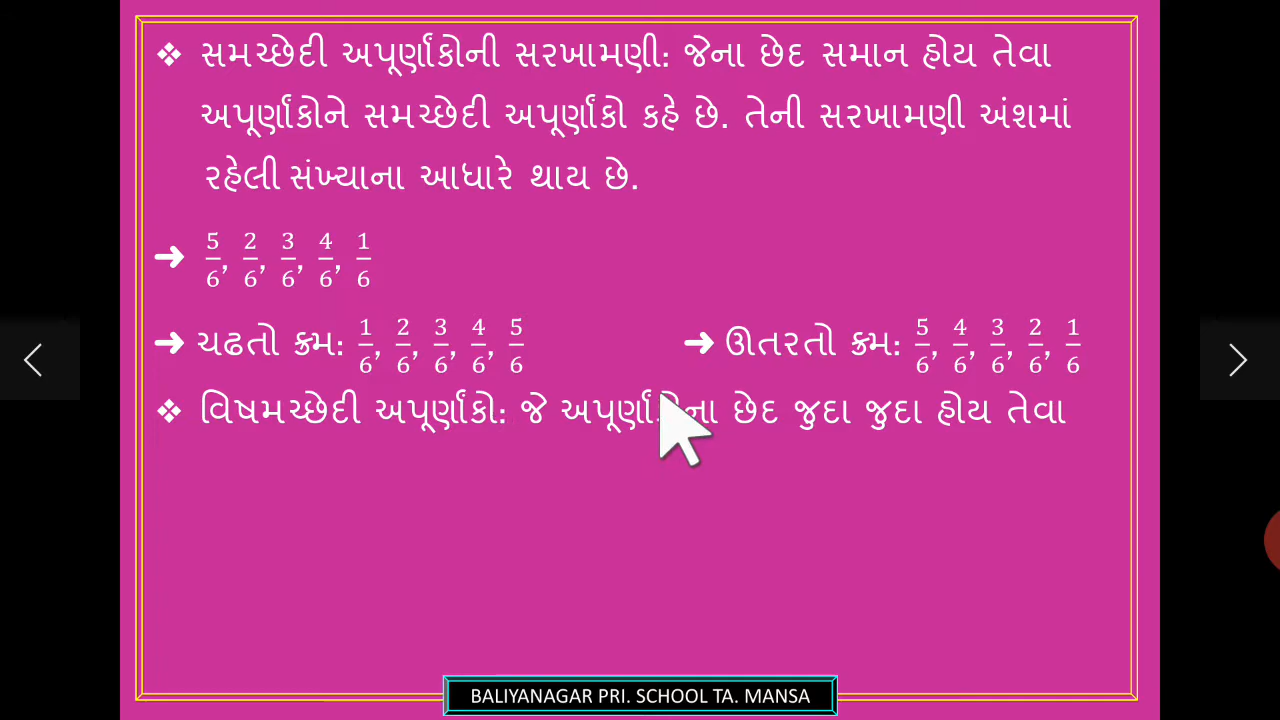 ❖ સમચ્છેદી અપૂર્ણાંકોની સરખામણી: જેના છેદ સમાન હોય તેવા
અપૂર્ણાંકોને સમચ્છેદી અપૂર્ણાંકો કહે છે. તેની સરખામણી અંશમાં
રહેલી સંખ્યાના આધારે થાય છે.
➜ 5/6, 2/6, 3/6, 4/6, 1/6
➜ ચઢતો ક્રમ: 1/6, 2/6, 3/6, 4/6, 5/6 ➜ ઊતરતો ક્રમ: 5/6, 4/6, 3/6, 2/6, 1/6
❖ વિષમચ્છેદી અપૂર્ણાંકો: જે અપૂર્ણાંકોના છેદ જુદા જુદા હોય તેવા
BALIYANAGAR PRI. SCHOOL TA. MANSA